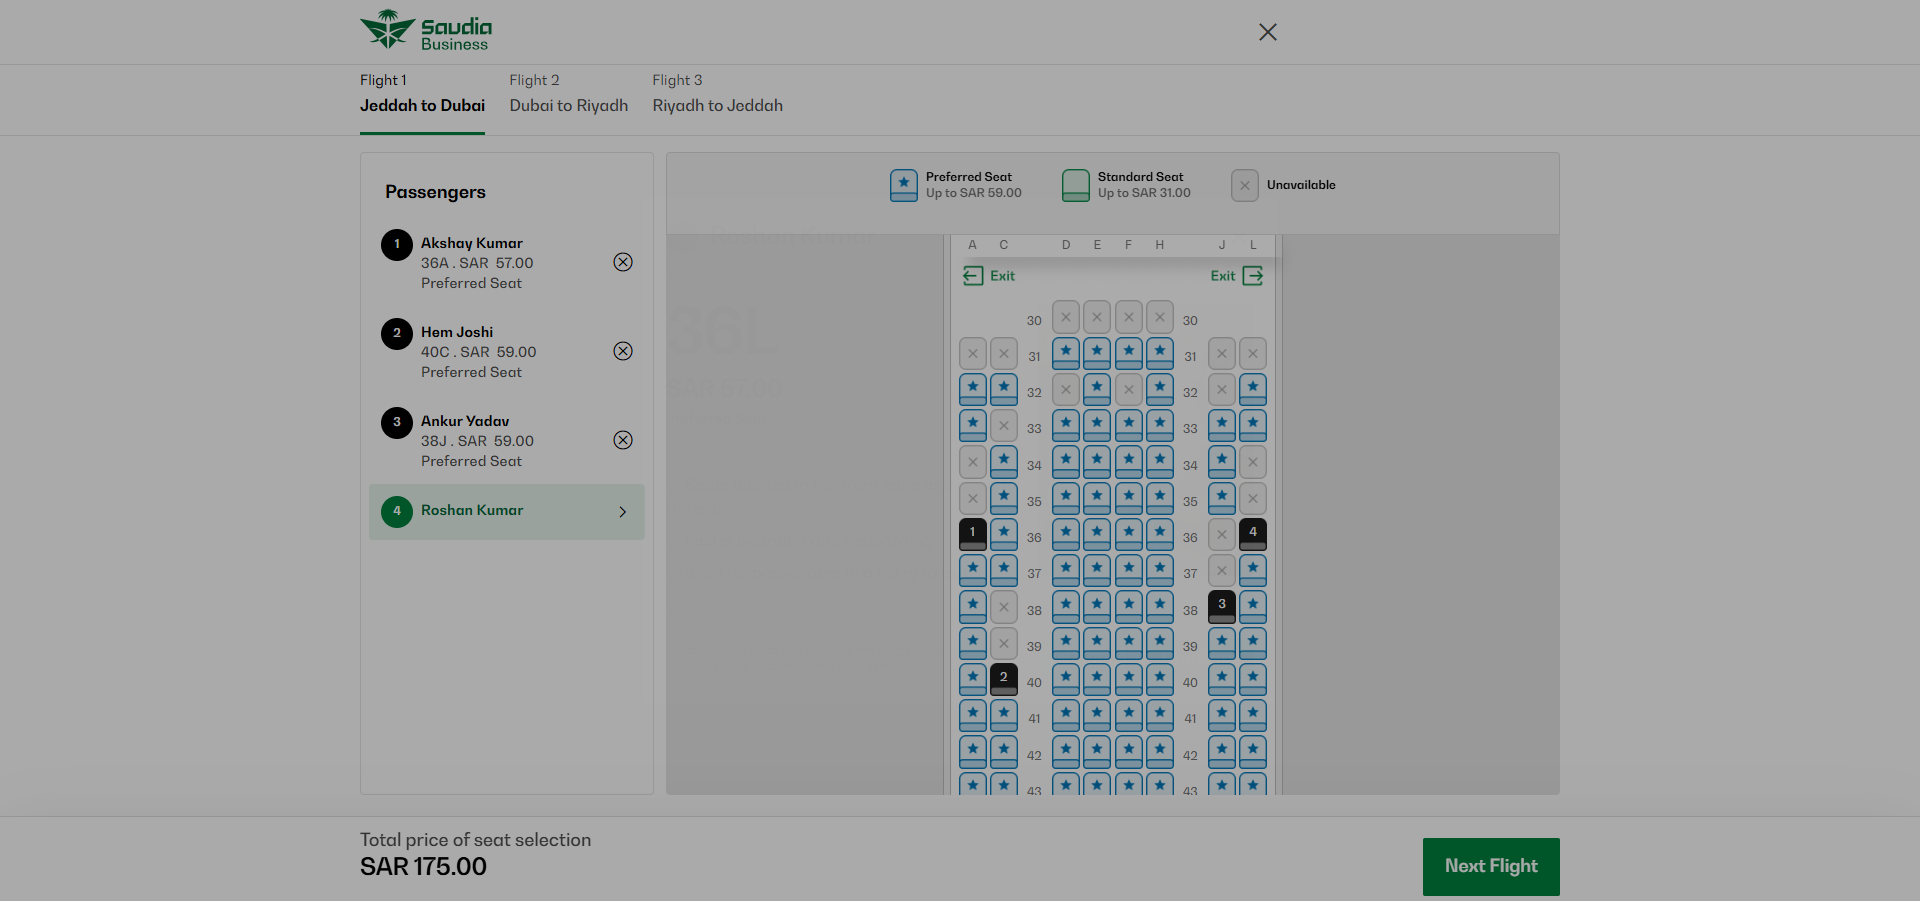 Saudia
Business
Flight 1
Jeddah to Dubai
Flight 2
Dubai to Riyadh
Flight 3
Riyadh to Jeddah
Passengers
1 Akshay Kumar
36A . SAR 57.00
Preferred Seat
2 Hem Joshi
40C . SAR 59.00
Preferred Seat
3 Ankur Yadav
38J . SAR 59.00
Preferred Seat
4 Roshan Kumar
Preferred Seat
Up to SAR 59.00
Standard Seat
Up to SAR 31.00
Unavailable
36L
SAR 57.00
A C D E F H J L
Exit Exit
30 30
31 31
32 32
33 33
34 34
35 35
1 36 36 4
37 37
38 38 3
39 39
2 40 40
41 41
42 42
43 43
Total price of seat selection
SAR 175.00
Next Flight